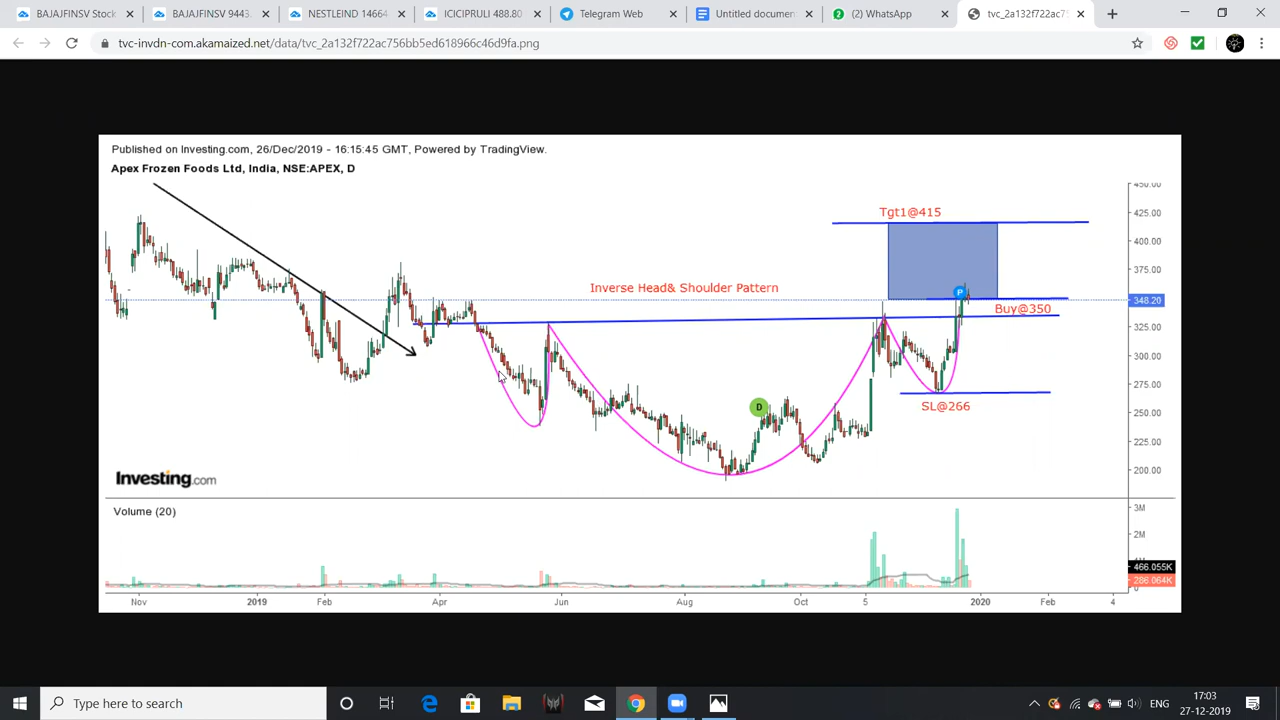 BAJAJFINSV Stock
BAJAJFINSV 9443.
NESTLEIND 14664
ICICIPRULI 488.80
Telegram Web
Untitled documen
(2) WhatsApp
tvc_2a132f722ac75
tvc-invdn-com.akamaized.net/data/tvc_2a132f722ac756bb5ed618966c46d9fa.png
Published on Investing.com, 26/Dec/2019 - 16:15:45 GMT, Powered by TradingView.
Apex Frozen Foods Ltd, India, NSE:APEX, D
450.00
Tgt1@415
425.00
400.00
375.00
Inverse Head& Shoulder Pattern
P
348.20
Buy@350
325.00
300.00
275.00
D
SL@266
250.00
225.00
200.00
Investing.com
Volume (20)
3M
2M
1M
466.055K
286.064K
0
Nov
2019
Feb
Apr
Jun
Aug
Oct
5
2020
Feb
4
Type here to search
ENG
17:03
27-12-2019